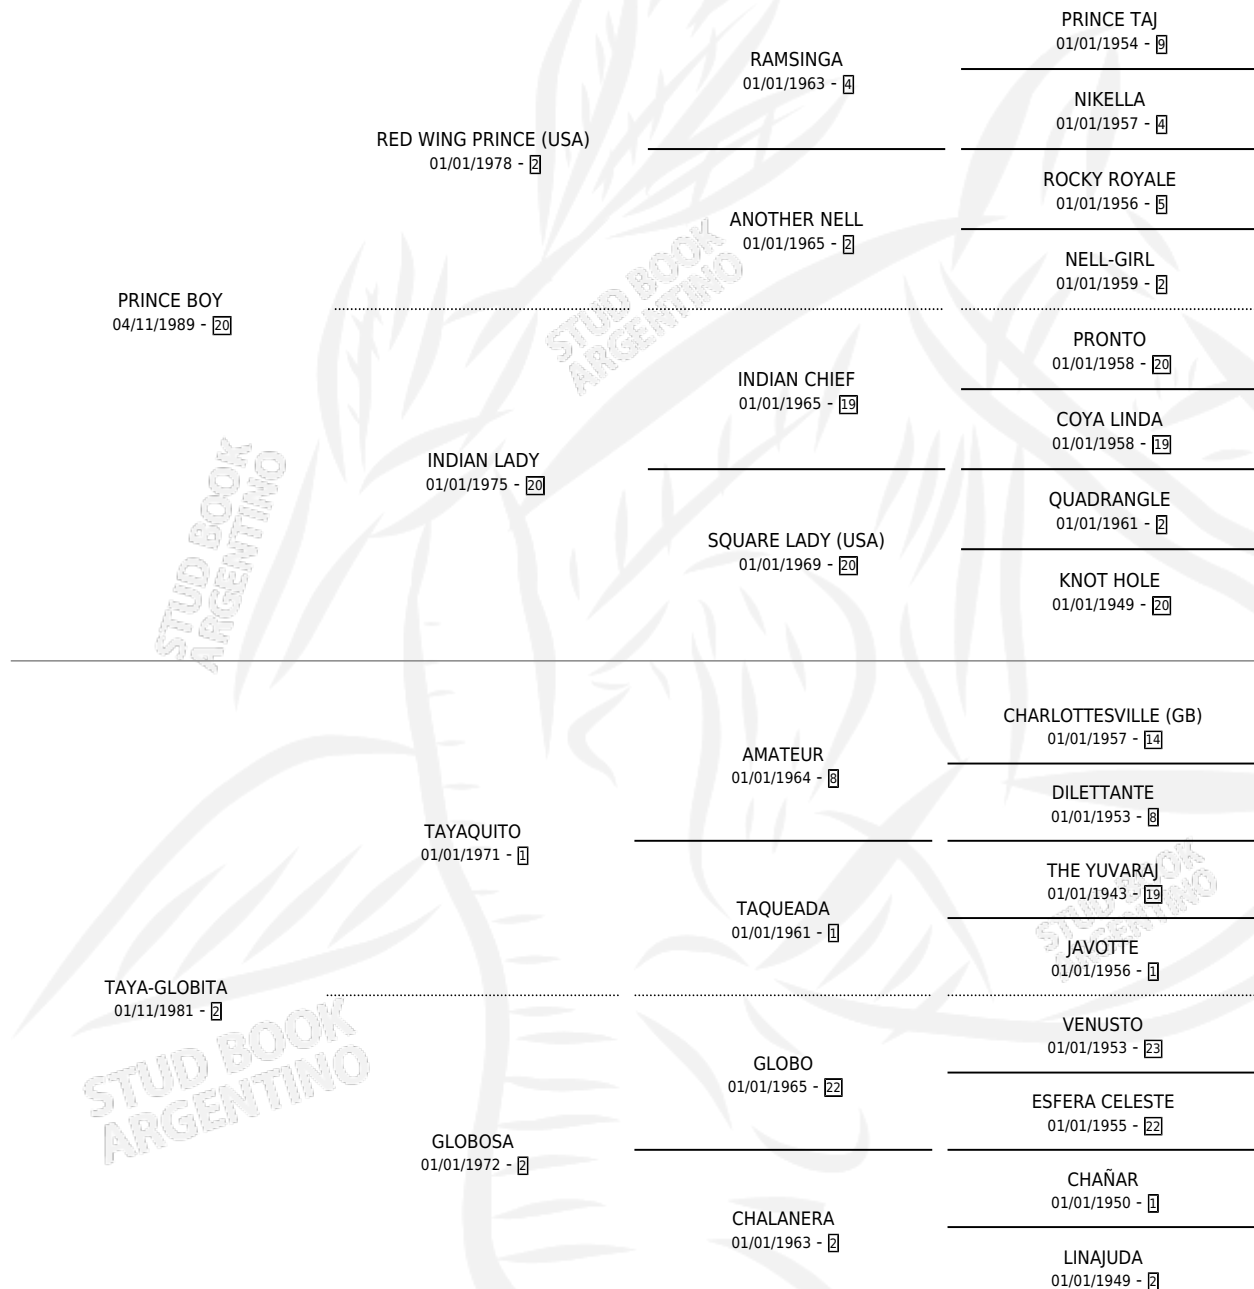 PRINCE TAJ
01/01/1954 - 9
RAMSINGA
01/01/1963 - 4
NIKELLA
01/01/1957 - 4
RED WING PRINCE (USA)
01/01/1978 - 2
ROCKY ROYALE
01/01/1956 - 5
ANOTHER NELL
01/01/1965 - 2
NELL-GIRL
01/01/1959 - 2
PRINCE BOY
04/11/1989 - 20
PRONTO
01/01/1958 - 20
INDIAN CHIEF
01/01/1965 - 19
COYA LINDA
01/01/1958 - 19
INDIAN LADY
01/01/1975 - 20
QUADRANGLE
01/01/1961 - 2
SQUARE LADY (USA)
01/01/1969 - 20
KNOT HOLE
01/01/1949 - 20
STUD BOOK
ARGENTINO
STUD BOOK
ARGENTINO
CHARLOTTESVILLE (GB)
01/01/1957 - 14
AMATEUR
01/01/1964 - 8
DILETTANTE
01/01/1953 - 8
TAYAQUITO
01/01/1971 - 1
THE YUVARAJ
01/01/1943 - 19
TAQUEADA
01/01/1961 - 1
JAVOTTE
01/01/1956 - 1
TAYA-GLOBITA
01/11/1981 - 2
VENUSTO
01/01/1953 - 23
GLOBO
01/01/1965 - 22
ESFERA CELESTE
01/01/1955 - 22
GLOBOSA
01/01/1972 - 2
CHAÑAR
01/01/1950 - 1
CHALANERA
01/01/1963 - 2
LINAJUDA
01/01/1949 - 2
STUD BOOK
ARGENTINO
STUD BOOK
ARGENTINO